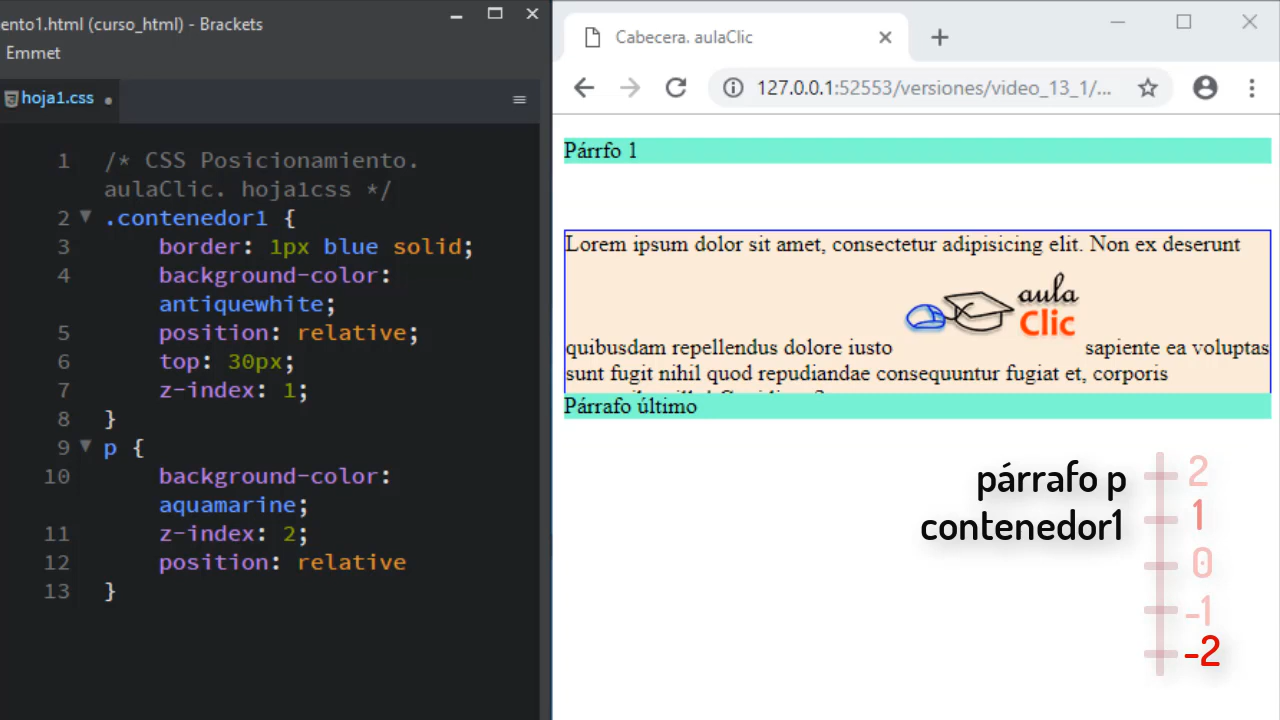 ento1.html (curso_html) - Brackets
Emmet
hoja1.css
1 /* CSS Posicionamiento.
aulaClic. hoja1css */
2 .contenedor1 {
3 border: 1px blue solid;
4 background-color:
antiquewhite;
5 position: relative;
6 top: 30px;
7 z-index: 1;
8 }
9 p {
10 background-color:
aquamarine;
11 z-index: 2;
12 position: relative
13 }
Cabecera. aulaClic
127.0.0.1:52553/versiones/video_13_1/...
Párrfo 1
Lorem ipsum dolor sit amet, consectetur adipisicing elit. Non ex deserunt
aula
Clic
quibusdam repellendus dolore iusto sapiente ea voluptas
sunt fugit nihil quod repudiandae consequuntur fugiat et, corporis
Párrafo último
párrafo p 2
contenedor1 1
0
-1
-2